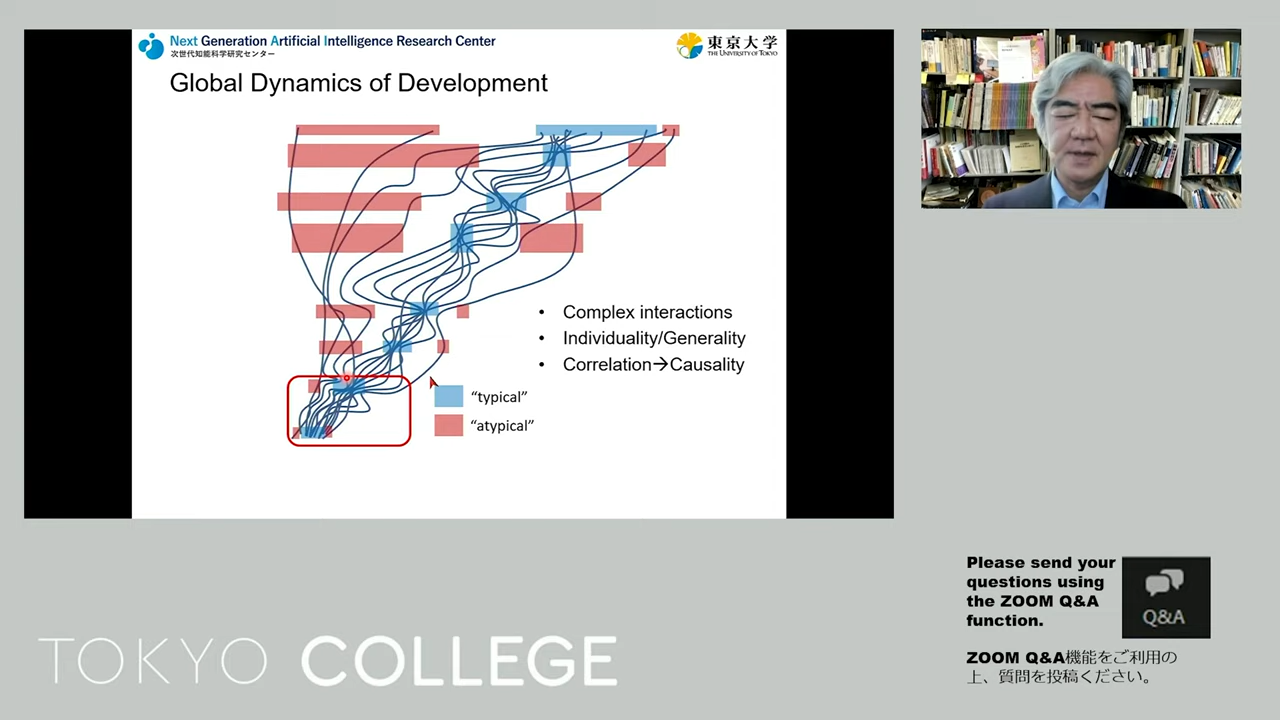 Next Generation Artificial Intelligence Research Center
次世代知能科学研究センター
東京大学
THE UNIVERSITY OF TOKYO
Global Dynamics of Development
• Complex interactions
• Individuality/Generality
• Correlation→Causality
“typical”
“atypical”
Please send your
questions using
the ZOOM Q&A
function.
Q&A
ZOOM Q&A機能をご利用の
上、質問を投稿ください。
TOKYO COLLEGE